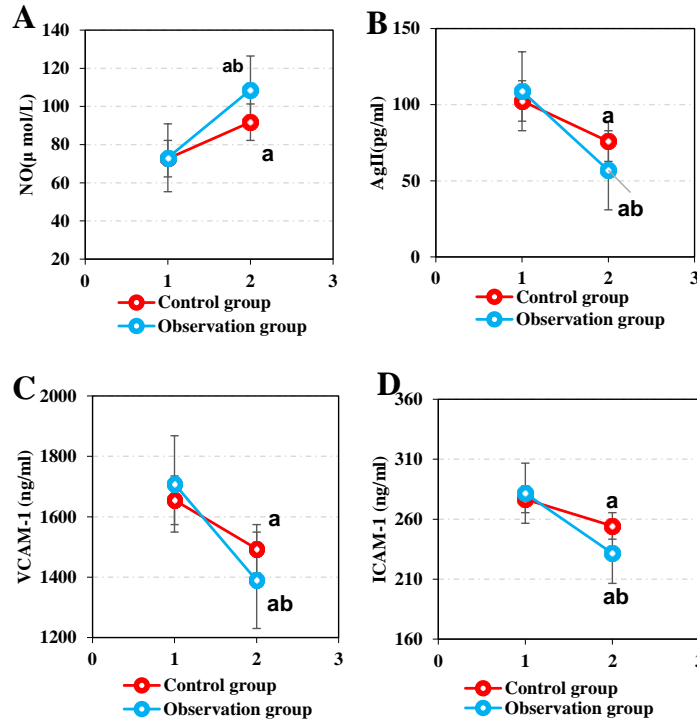 A
NO(μ mol/L)
140
120
100
80
60
40
20
ab
a
0
1
2
3
Control group
Observation group
B
AgII(pg/ml)
150
100
50
0
a
ab
0
1
2
3
Control group
Observation group
C
VCAM-1 (ng/ml)
2000
1800
1600
1400
1200
a
ab
0
1
2
3
Control group
Observation group
D
ICAM-1 (ng/ml)
360
310
260
210
160
a
ab
0
1
2
3
Control group
Observation group